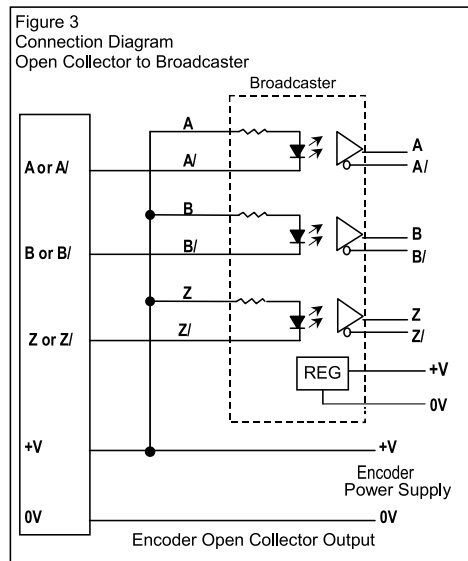 Figure 3
Connection Diagram
Open Collector to Broadcaster
Broadcaster
A
A
A or A/
A/
A/
B
B
B or B/
B/
B/
Z
Z
Z or Z/
Z/
Z/
REG
+V
0V
+V
+V
Encoder
Power Supply
0V
0V
Encoder Open Collector Output